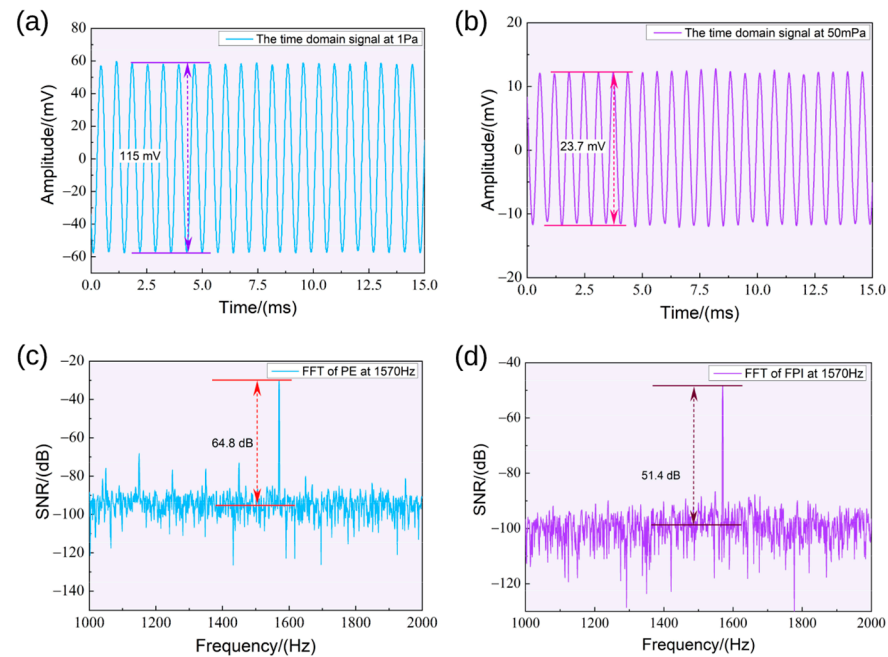 (a)
The time domain signal at 1Pa
60
40
20
0
−20
−40
−60
115 mV
Amplitude/(mV)
0.0 2.5 5.0 7.5 10.0 12.5 15.0
Time/(ms)
(b)
The time domain signal at 50mPa
20
10
0
−10
−20
23.7 mV
Amplitude/(mV)
0.0 2.5 5.0 7.5 10.0 12.5 15.0
Time/(ms)
(c)
FFT of PE at 1570Hz
−20
−40
−60
−80
−100
−120
−140
64.8 dB
SNR/(dB)
1000 1200 1400 1600 1800 2000
Frequency/(Hz)
(d)
FFT of FPI at 1570Hz
−40
−60
−80
−100
−120
51.4 dB
SNR/(dB)
1000 1200 1400 1600 1800 2000
Frequency/(Hz)
80